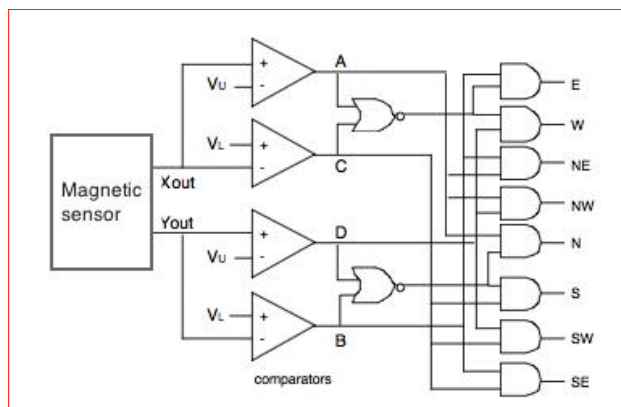 A
+
VU
-
E
W
VL
+
-
C
NE
Magnetic
sensor
Xout
NW
Yout
D
+
N
VU
-
S
VL
+
-
B
SW
comparators
SE